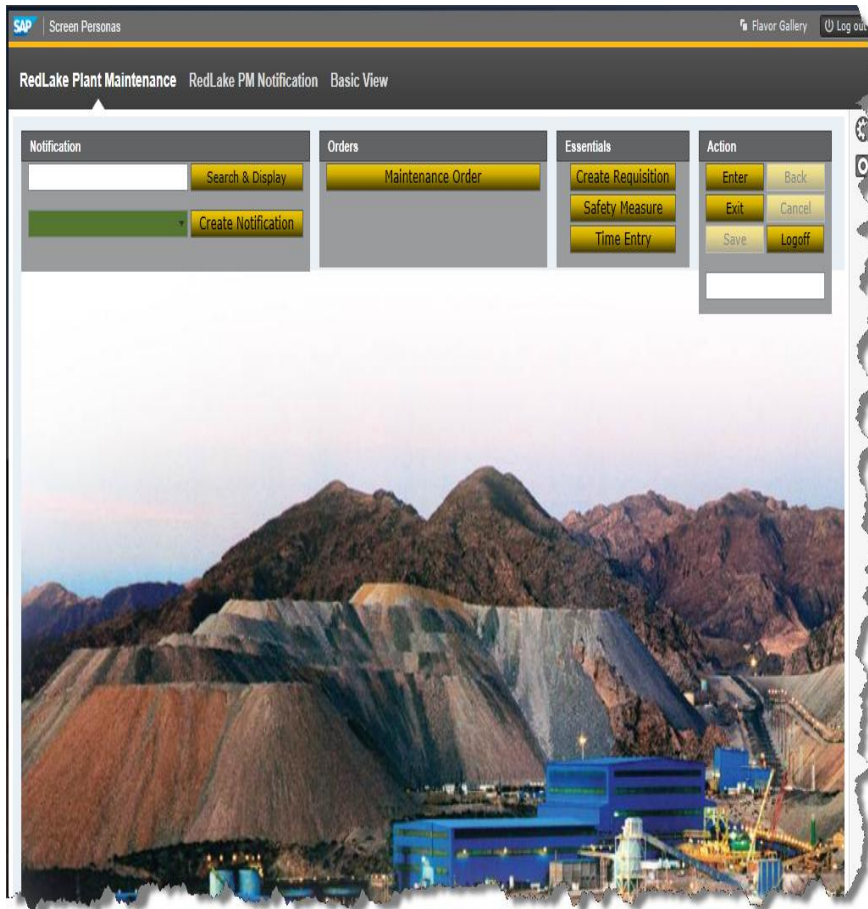 SAP Screen Personas Flavor Gallery Log out
RedLake Plant Maintenance RedLake PM Notification Basic View
Notification
Search & Display
Create Notification
Orders
Maintenance Order
Essentials
Create Requisition
Safety Measure
Time Entry
Action
Enter Back
Exit Cancel
Save Logoff